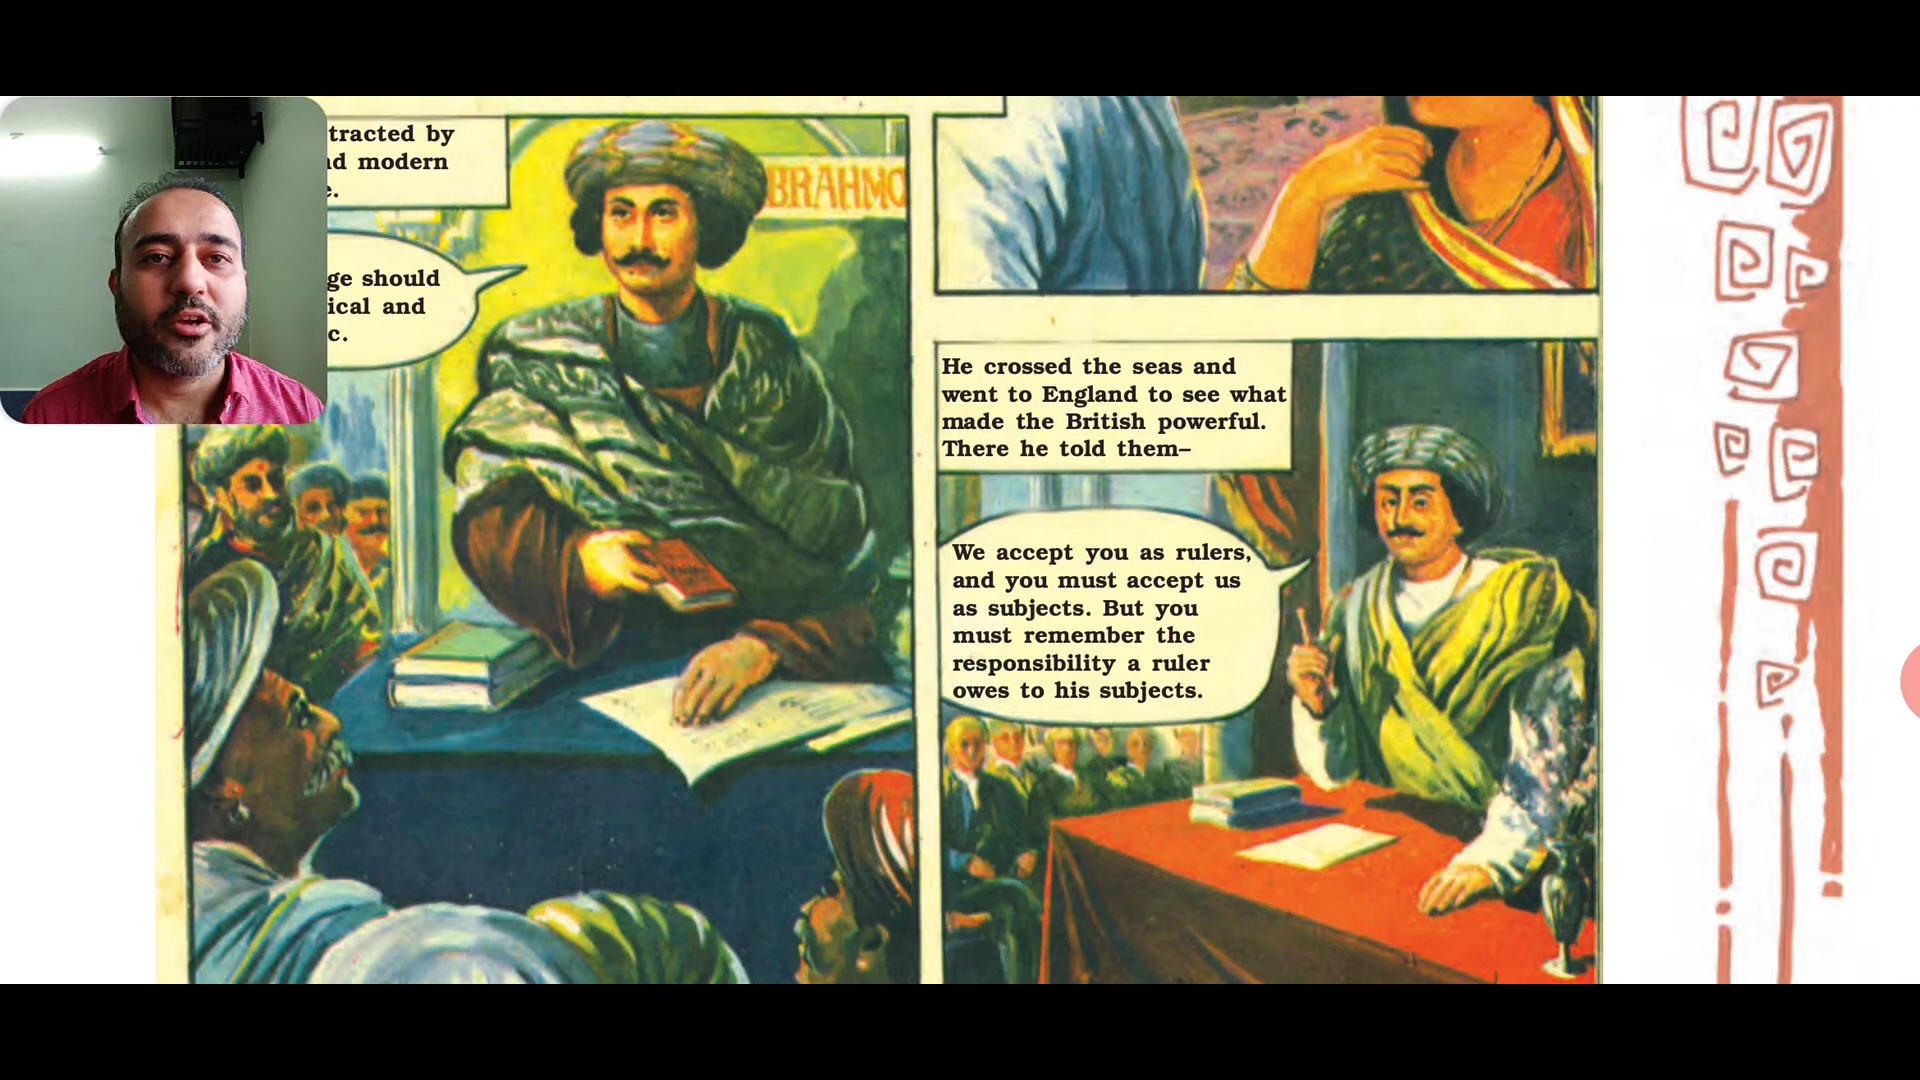 tracted by
nd modern
e.
ge should
ical and
c.
BRAHMO
He crossed the seas and
went to England to see what
made the British powerful.
There he told them–
We accept you as rulers,
and you must accept us
as subjects. But you
must remember the
responsibility a ruler
owes to his subjects.